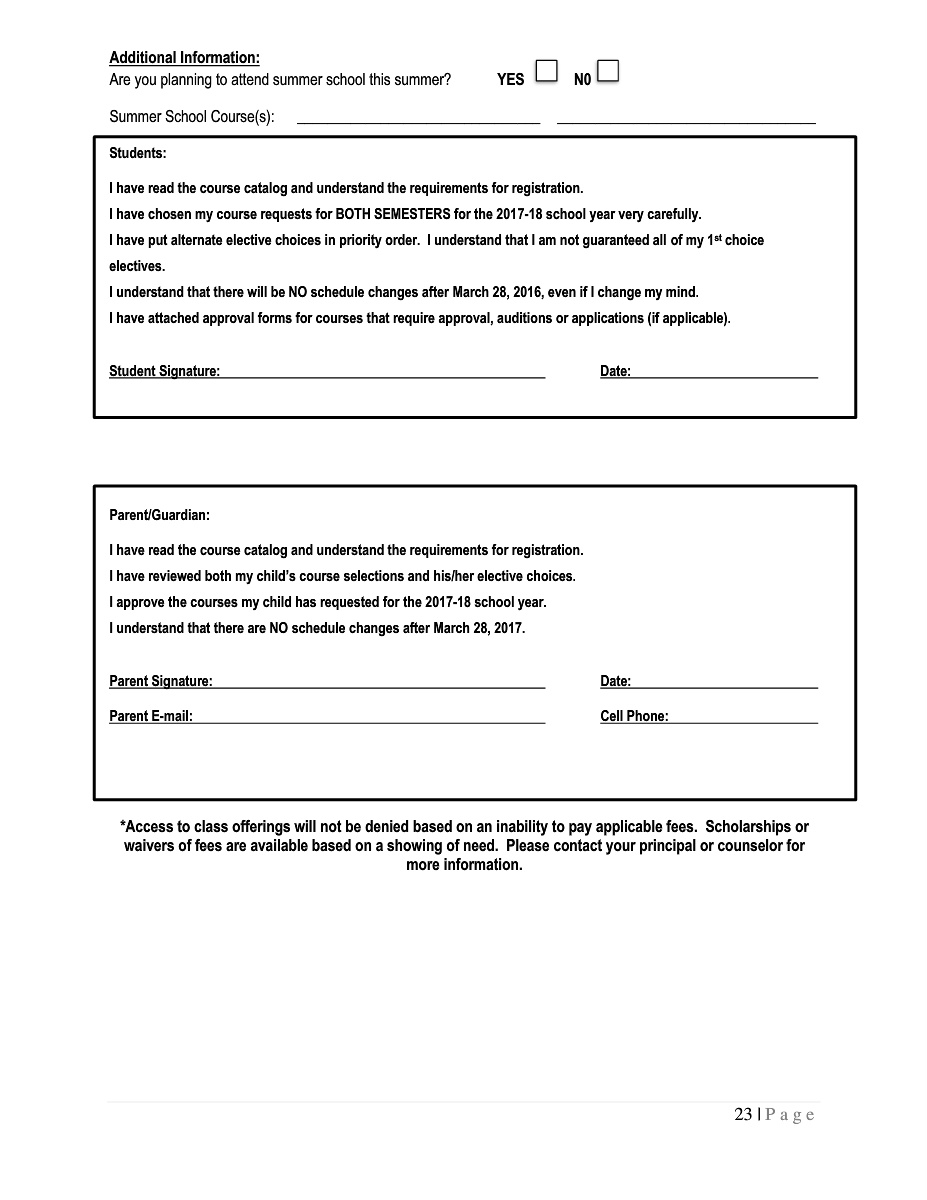 Additional Information:
Are you planning to attend summer school this summer? YES N0
Summer School Course(s): ______________________________ ________________________________
Students:
I have read the course catalog and understand the requirements for registration.
I have chosen my course requests for BOTH SEMESTERS for the 2017-18 school year very carefully.
I have put alternate elective choices in priority order. I understand that I am not guaranteed all of my 1st choice
electives.
I understand that there will be NO schedule changes after March 28, 2016, even if I change my mind.
I have attached approval forms for courses that require approval, auditions or applications (if applicable).
Student Signature: Date:
Parent/Guardian:
I have read the course catalog and understand the requirements for registration.
I have reviewed both my child's course selections and his/her elective choices.
I approve the courses my child has requested for the 2017-18 school year.
I understand that there are NO schedule changes after March 28, 2017.
Parent Signature: Date:
Parent E-mail: Cell Phone:
*Access to class offerings will not be denied based on an inability to pay applicable fees. Scholarships or
waivers of fees are available based on a showing of need. Please contact your principal or counselor for
more information.
23 | P a g e